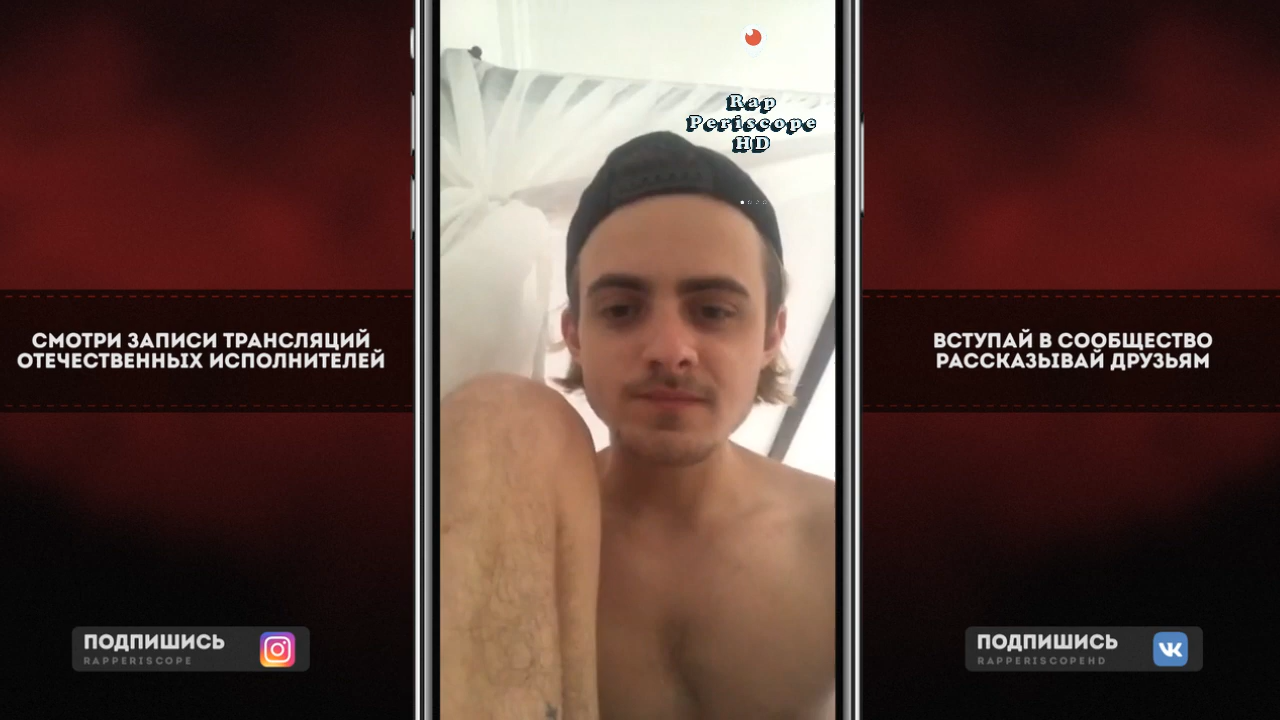 Rap
Periscope
HD
СМОТРИ ЗАПИСИ ТРАНСЛЯЦИЙ
ОТЕЧЕСТВЕННЫХ ИСПОЛНИТЕЛЕЙ
ВСТУПАЙ В СООБЩЕСТВО
РАССКАЗЫВАЙ ДРУЗЬЯМ
ПОДПИШИСЬ
RAPPERISCOPE
ПОДПИШИСЬ
RAPPERISCOPEHD